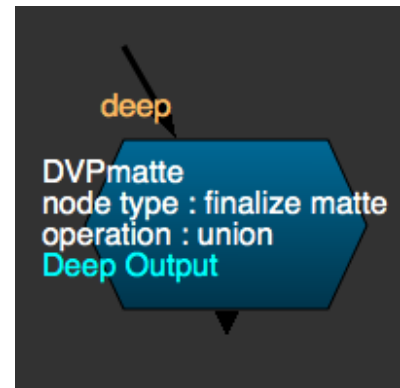 deep
DVPmatte
node type : finalize matte
operation : union
Deep Output